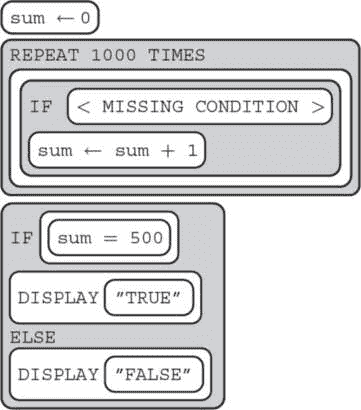 sum ← 0
REPEAT 1000 TIMES
IF < MISSING CONDITION >
sum ← sum + 1
IF sum = 500
DISPLAY "TRUE"
ELSE
DISPLAY "FALSE"